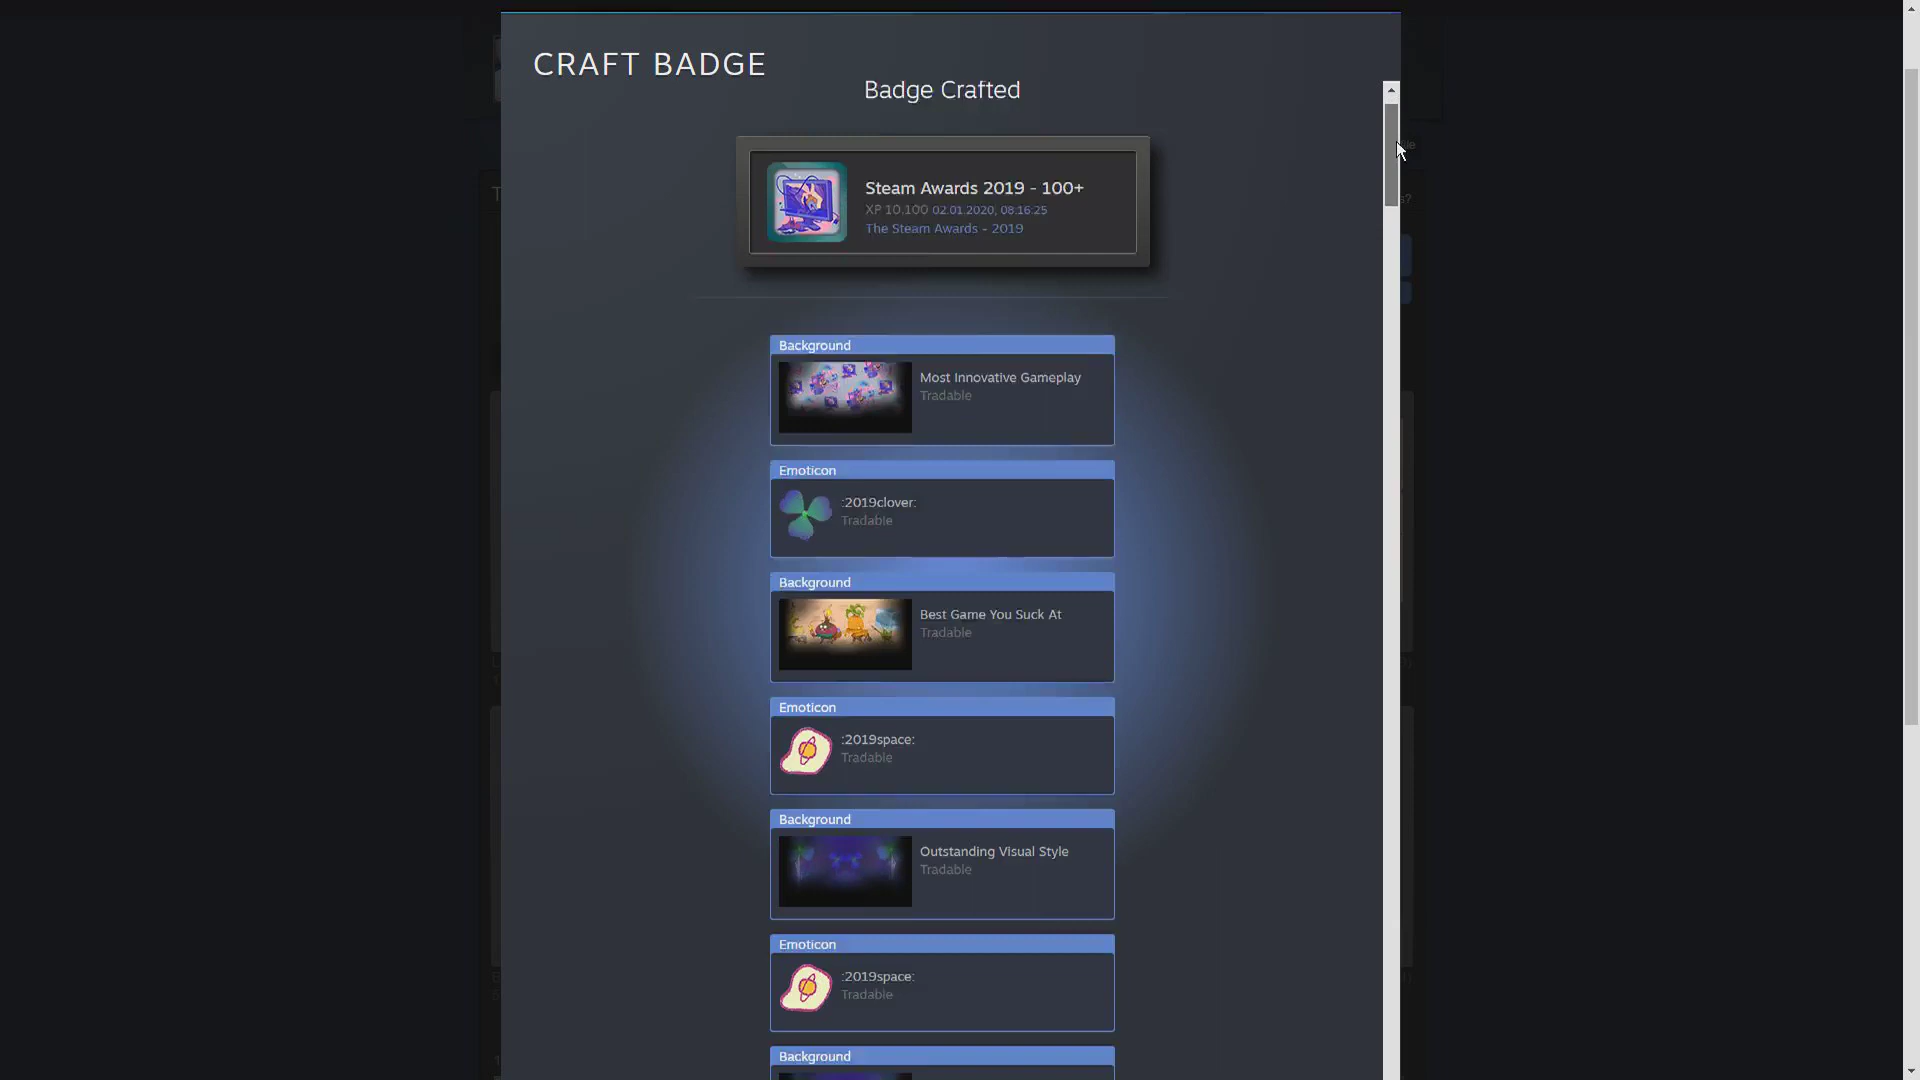 CRAFT BADGE
Badge Crafted
Steam Awards 2019 - 100+
XP 10.100 02.01.2020, 08:16:25
The Steam Awards - 2019
Background
Most Innovative Gameplay
Tradable
Emoticon
:2019clover:
Tradable
Background
Best Game You Suck At
Tradable
Emoticon
:2019space:
Tradable
Background
Outstanding Visual Style
Tradable
Emoticon
:2019space:
Tradable
Background